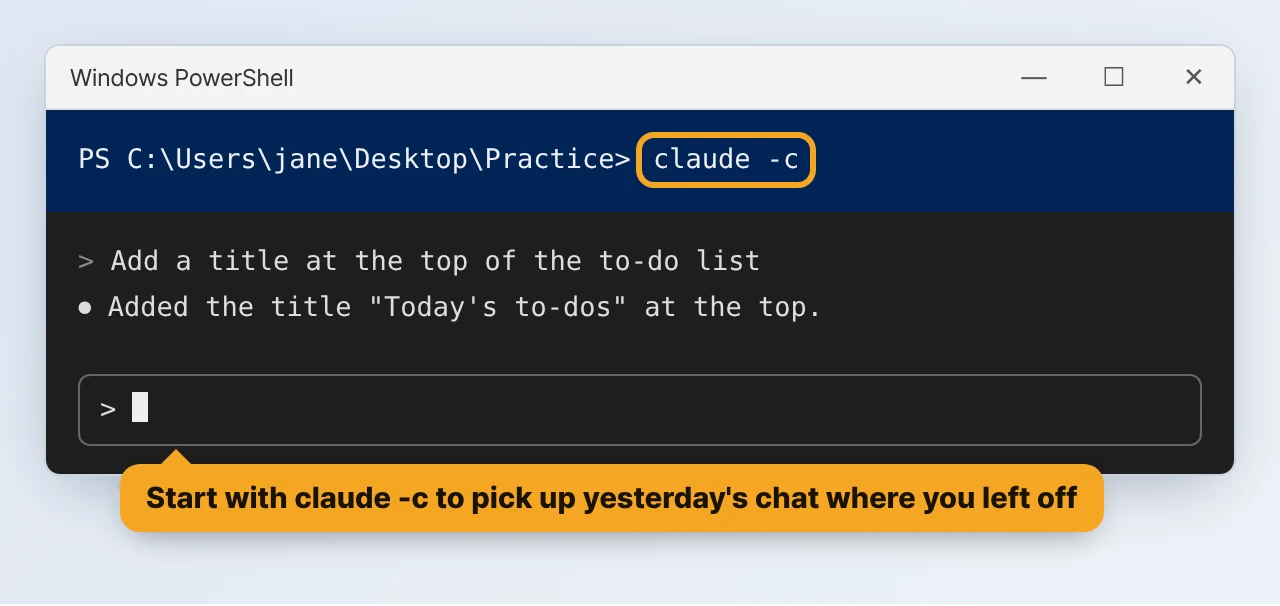 Windows PowerShell
PS C:\Users\jane\Desktop\Practice> claude -c
> Add a title at the top of the to-do list
● Added the title "Today's to-dos" at the top.
>
Start with claude -c to pick up yesterday's chat where you left off